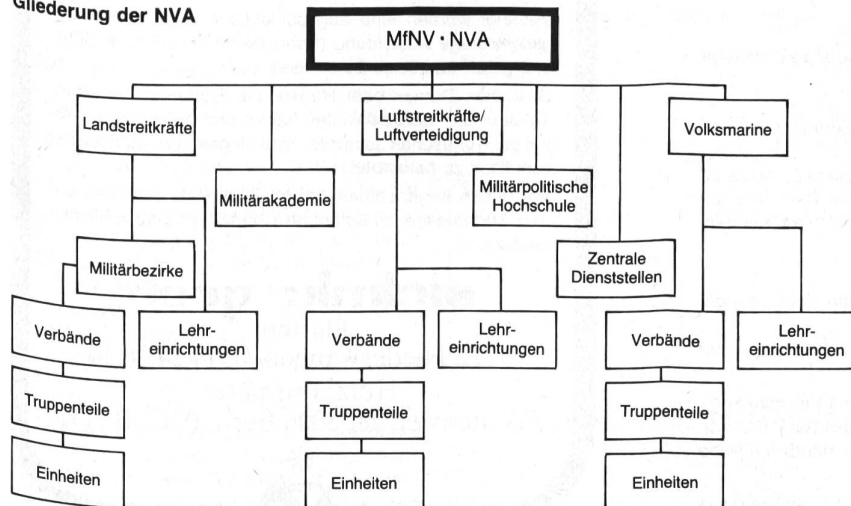 Gliederung der NVA
MfNV · NVA
Landstreitkräfte
Luftstreitkräfte/
Luftverteidigung
Volksmarine
Militärakademie
Militärpolitische
Hochschule
Militärbezirke
Zentrale
Dienststellen
Verbände
Lehr-
einrichtungen
Verbände
Lehr-
einrichtungen
Verbände
Lehr-
einrichtungen
Truppenteile
Truppenteile
Truppenteile
Einheiten
Einheiten
Einheiten